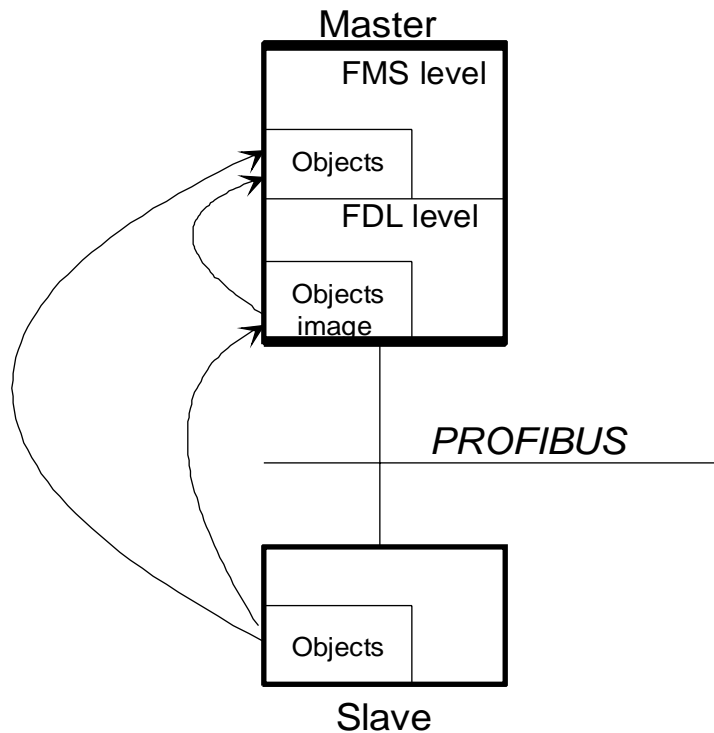 Master
FMS level
Objects
FDL level
Objects
image
PROFIBUS
Objects
Slave